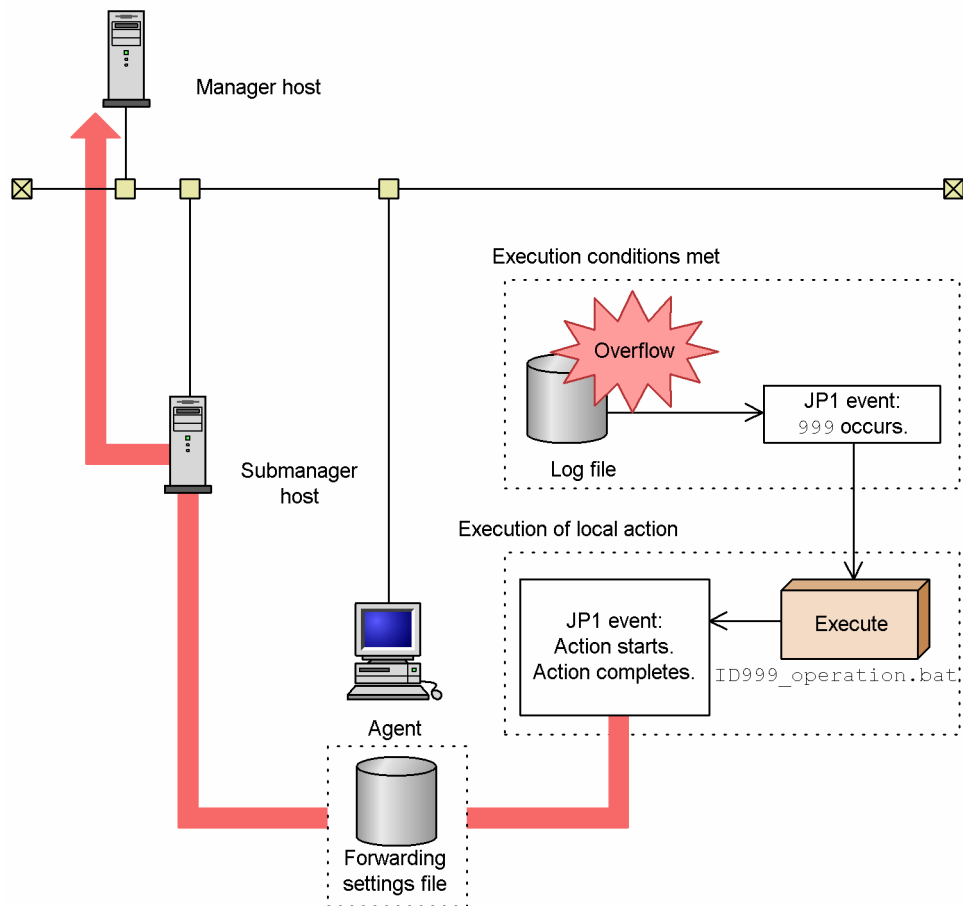 Manager host
Execution conditions met
Overflow
JP1 event:
999 occurs.
Log file
Submanager
host
Execution of local action
JP1 event:
Action starts.
Action completes.
Execute
ID999_operation.bat
Agent
Forwarding
settings file